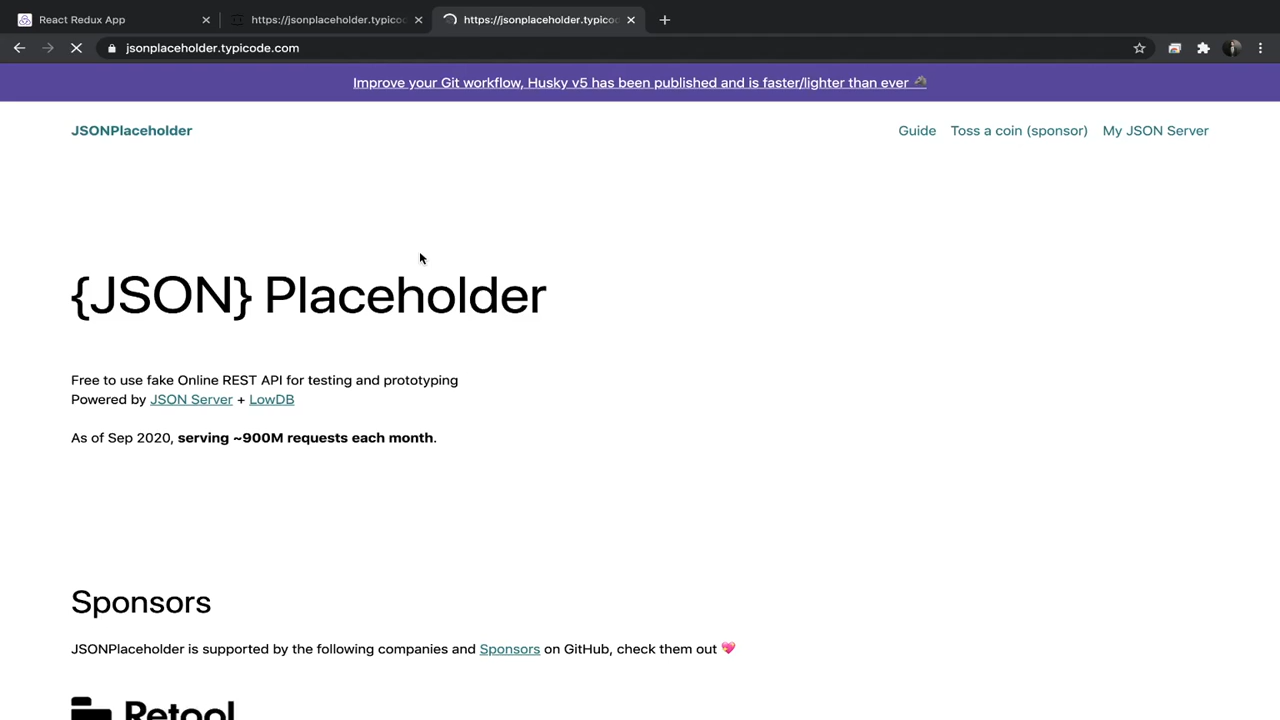 React Redux App
https://jsonplaceholder.typico
https://jsonplaceholder.typico
jsonplaceholder.typicode.com
Improve your Git workflow, Husky v5 has been published and is faster/lighter than ever
JSONPlaceholder
Guide
Toss a coin (sponsor)
My JSON Server
{JSON} Placeholder
Free to use fake Online REST API for testing and prototyping
Powered by JSON Server + LowDB
As of Sep 2020, serving ~900M requests each month.
Sponsors
JSONPlaceholder is supported by the following companies and Sponsors on GitHub, check them out 💖
Retool